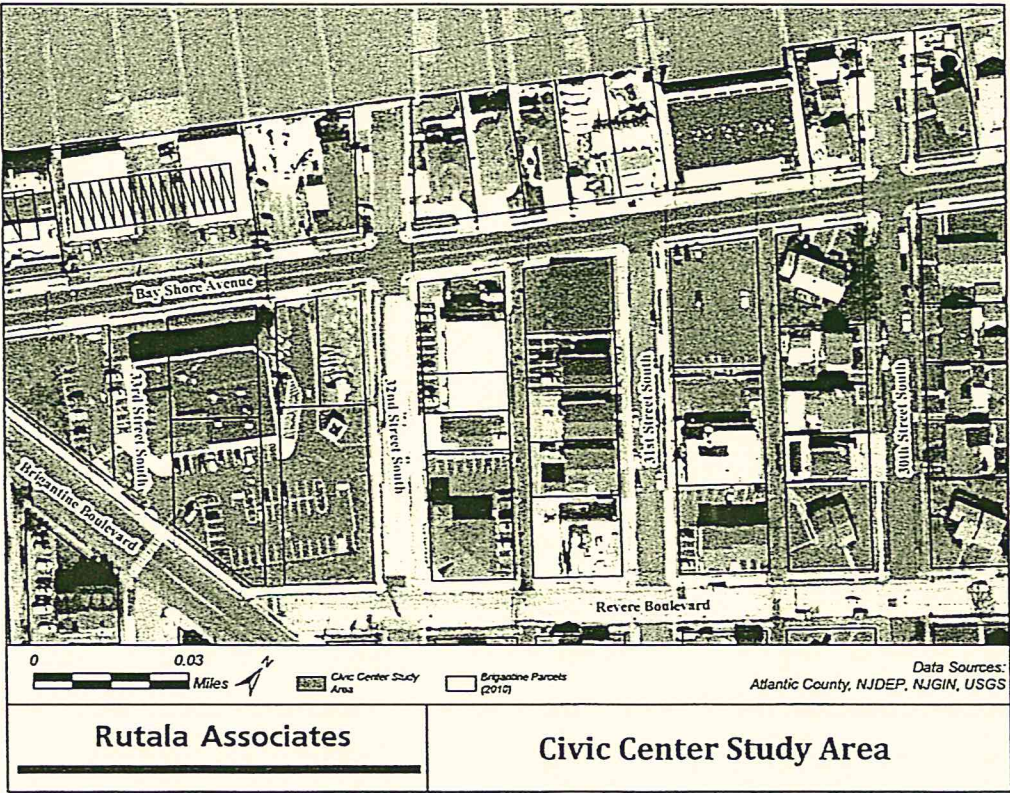 Bay Shore Avenue
33rd Street South
32nd Street South
31st Street South
30th Street South
Brigantine Boulevard
Revere Boulevard
0 0.03
Miles
N
Civic Center Study
Area
Brigantine Parcels
(2010)
Data Sources:
Atlantic County, NJDEP, NJGIN, USGS
Rutala Associates
Civic Center Study Area